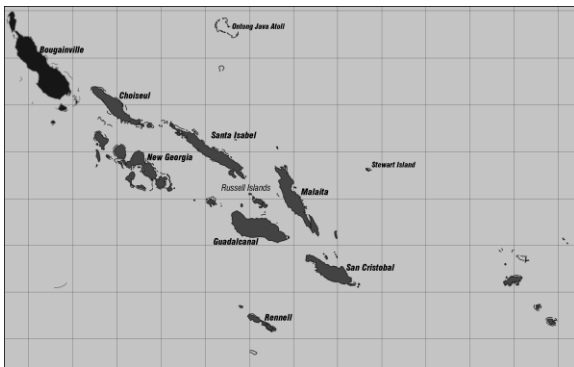 Ontong Java Atoll
Bougainville
Choiseul
Santa Isabel
New Georgia
Stewart Island
Russell Islands
Malaita
Guadalcanal
San Cristobal
Rennell